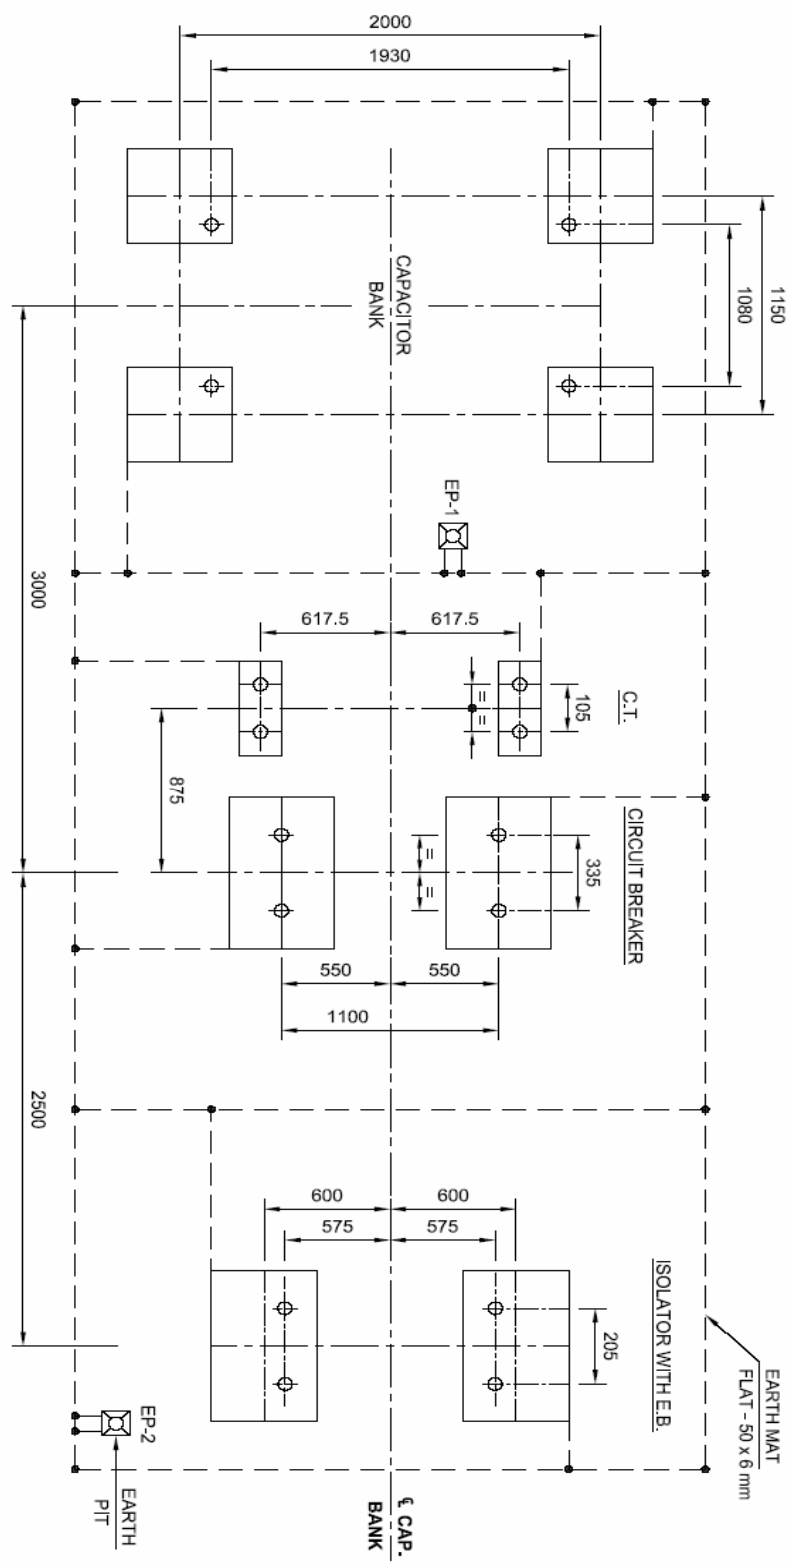 2000
1930
1150
1080
CAPACITOR
BANK
EP-1
3000
617.5
617.5
C.T.
105
=
=
875
CIRCUIT BREAKER
335
=
=
550
550
1100
2500
600
600
575
575
ISOLATOR WITH E.B.
205
EARTH MAT
FLAT - 50 x 6 mm
EP-2
EARTH
PIT
℄ CAP.
BANK